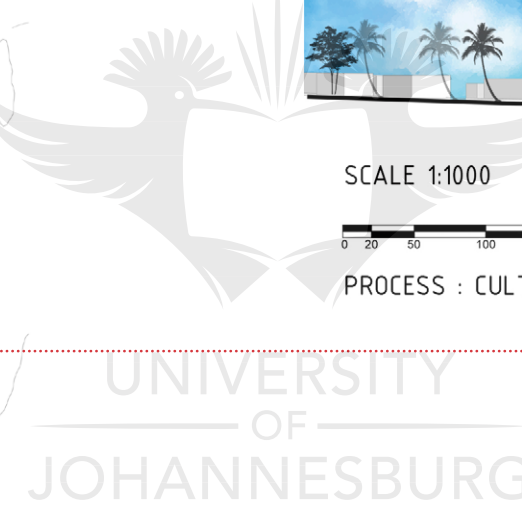 SCALE 1:1000
0 20 50 100
PROCESS : CULT
UNIVERSITY
OF
JOHANNESBURG